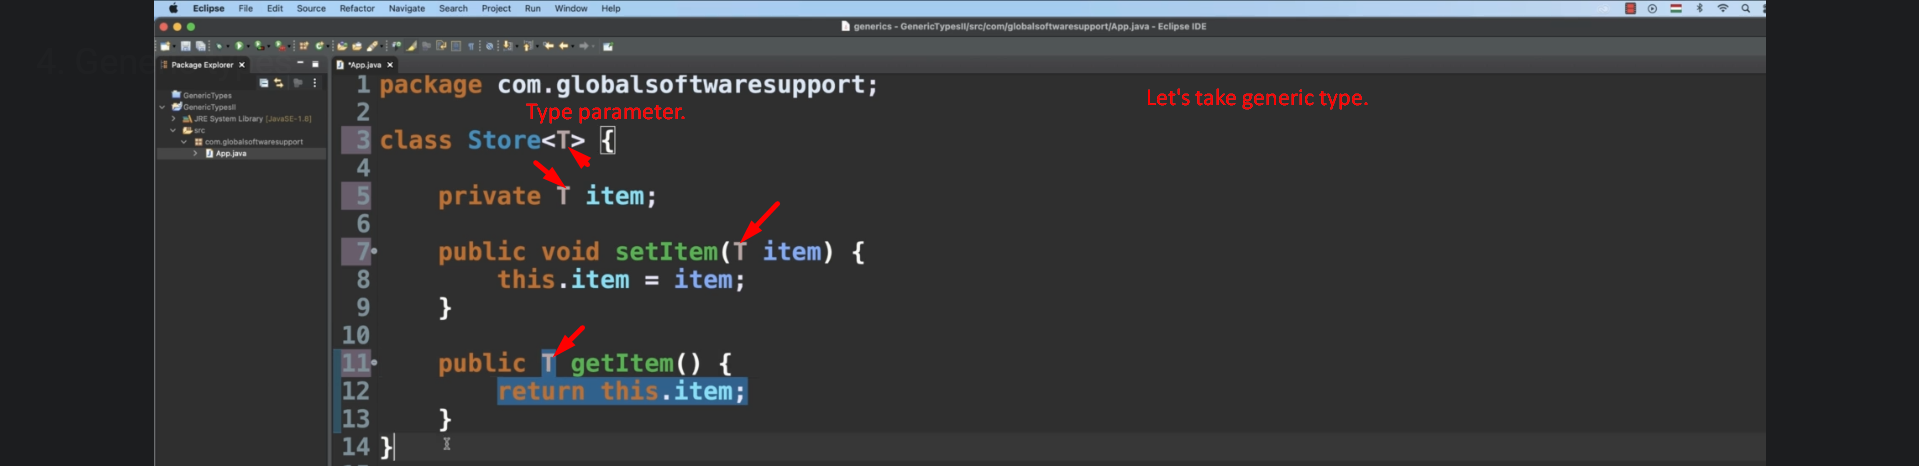 Eclipse File Edit Source Refactor Navigate Search Project Run Window Help
generics - GenericTypesII/src/com/globalsoftwaresupport/App.java - Eclipse IDE
4. Generic Types
Package Explorer
*App.java
GenericTypes
GenericTypesII
JRE System Library [JavaSE-1.8]
src
com.globalsoftwaresupport
App.java
1 package com.globalsoftwaresupport;
Let's take generic type.
2
Type parameter.
3 class Store<T> {
4
5 private T item;
6
7 public void setItem(T item) {
8 this.item = item;
9 }
10
11 public T getItem() {
12 return this.item;
13 }
14 }